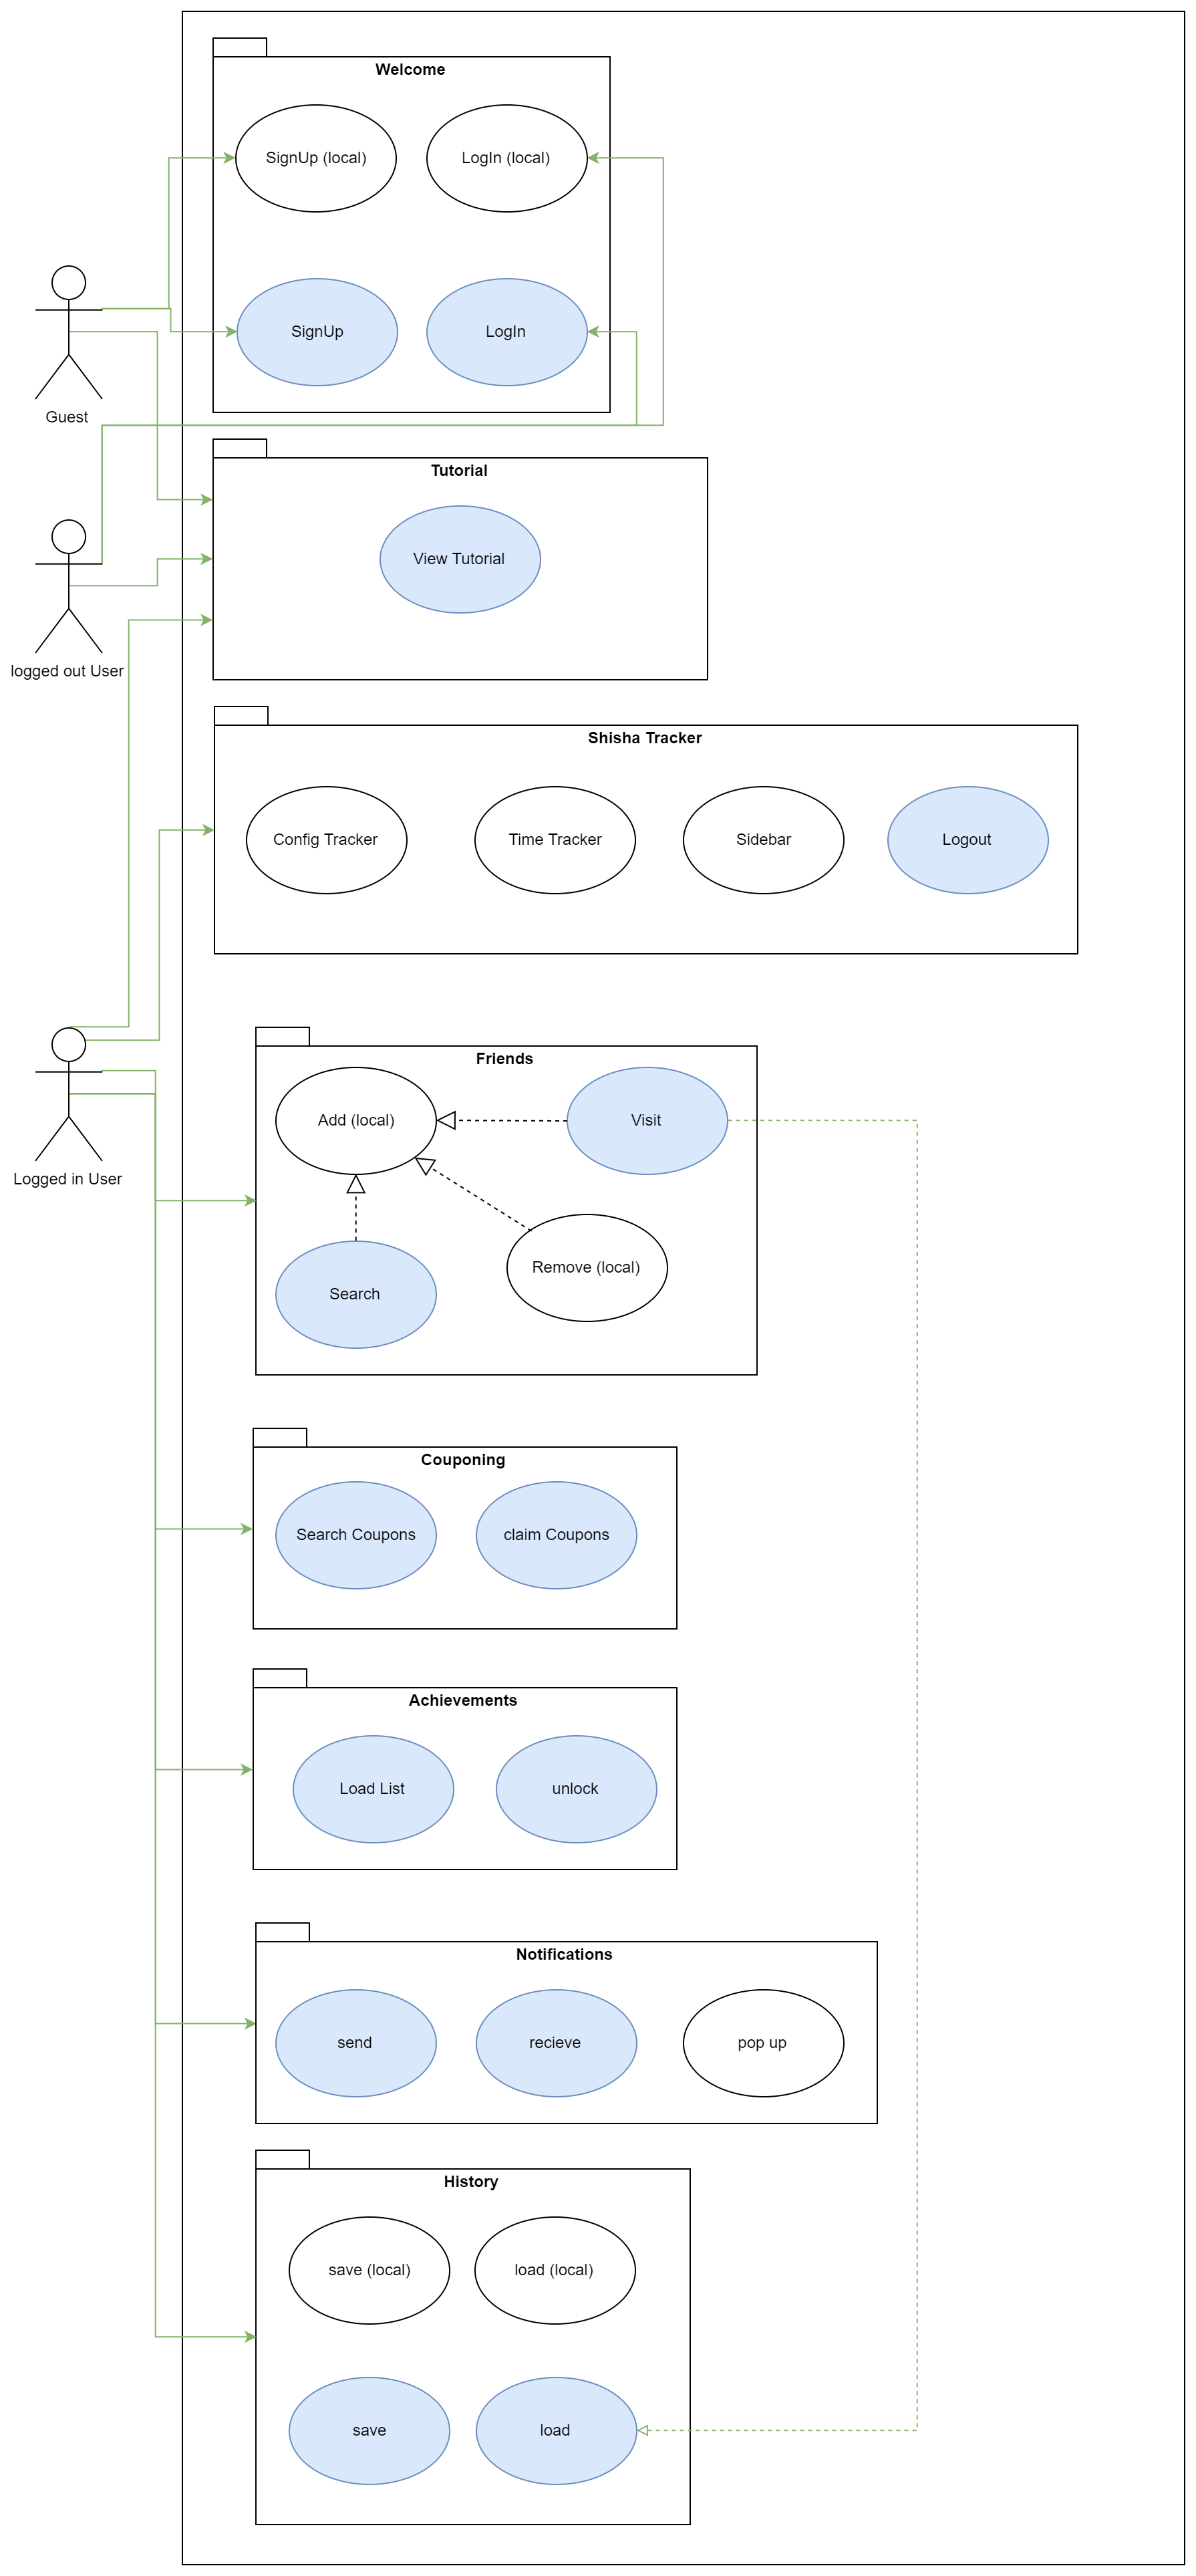 Welcome
SignUp (local)
LogIn (local)
SignUp
LogIn
Guest
Tutorial
View Tutorial
logged out User
Shisha Tracker
Config Tracker
Time Tracker
Sidebar
Logout
Friends
Add (local)
Visit
Logged in User
Remove (local)
Search
Couponing
Search Coupons
claim Coupons
Achievements
Load List
unlock
Notifications
send
recieve
pop up
History
save (local)
load (local)
save
load